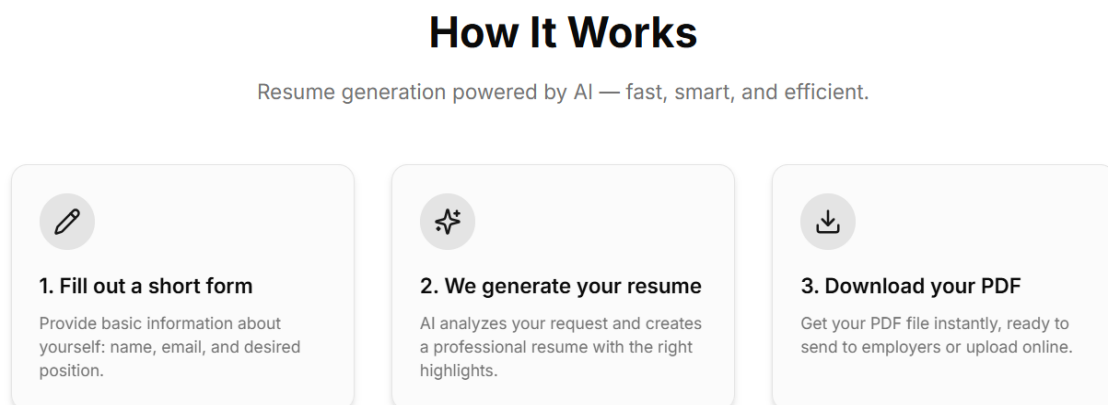 How It Works
Resume generation powered by AI — fast, smart, and efficient.
1. Fill out a short form
Provide basic information about
yourself: name, email, and desired
position.
2. We generate your resume
AI analyzes your request and creates
a professional resume with the right
highlights.
3. Download your PDF
Get your PDF file instantly, ready to
send to employers or upload online.